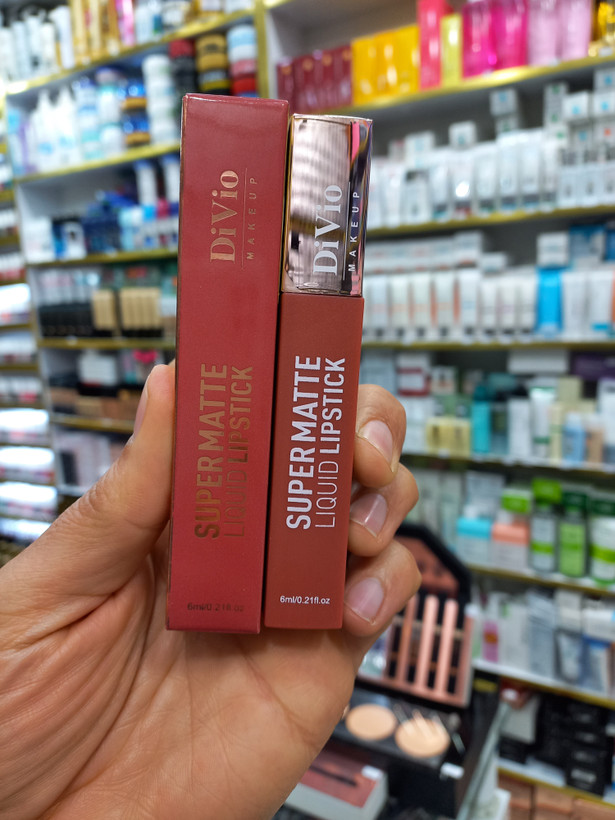 DiVio
MAKEUP
SUPER MATTE
LIQUID LIPSTICK
6ml/0.21fl.oz
DiVio
MAKEUP
SUPER MATTE
LIQUID LIPSTICK
6ml/0.21fl.oz